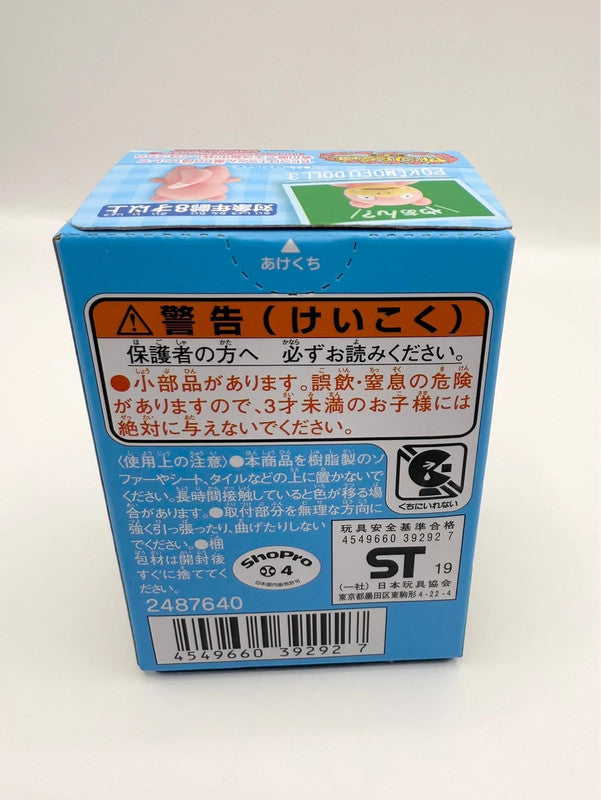 POKÉMOFU DOLL 3
やぁん?
対象年齢8才以上
あけくち
警告(けいこく)
保護者の方へ 必ずお読みください。
●小部品があります。誤飲・窒息の危険
がありますので、3才未満のお子様には
絶対に与えないでください。
〈使用上の注意〉●本商品を樹脂製のソ
ファーやシート、タイルなどの上に置かないで
ください。長時間接触していると色が移る場
合があります。●取付部分を無理な方向に
強く引っ張ったり、曲げたりしない
でください。●梱
包材は開封後
すぐに捨ててく
ださい。
くちにいれない
ShoPro
4
日本国内販売許可
玩具安全基準合格
4549660 39292 7
ST 19
(一社)日本玩具協会
東京都墨田区東駒形4-22-4
2487640
4549660 39292 7